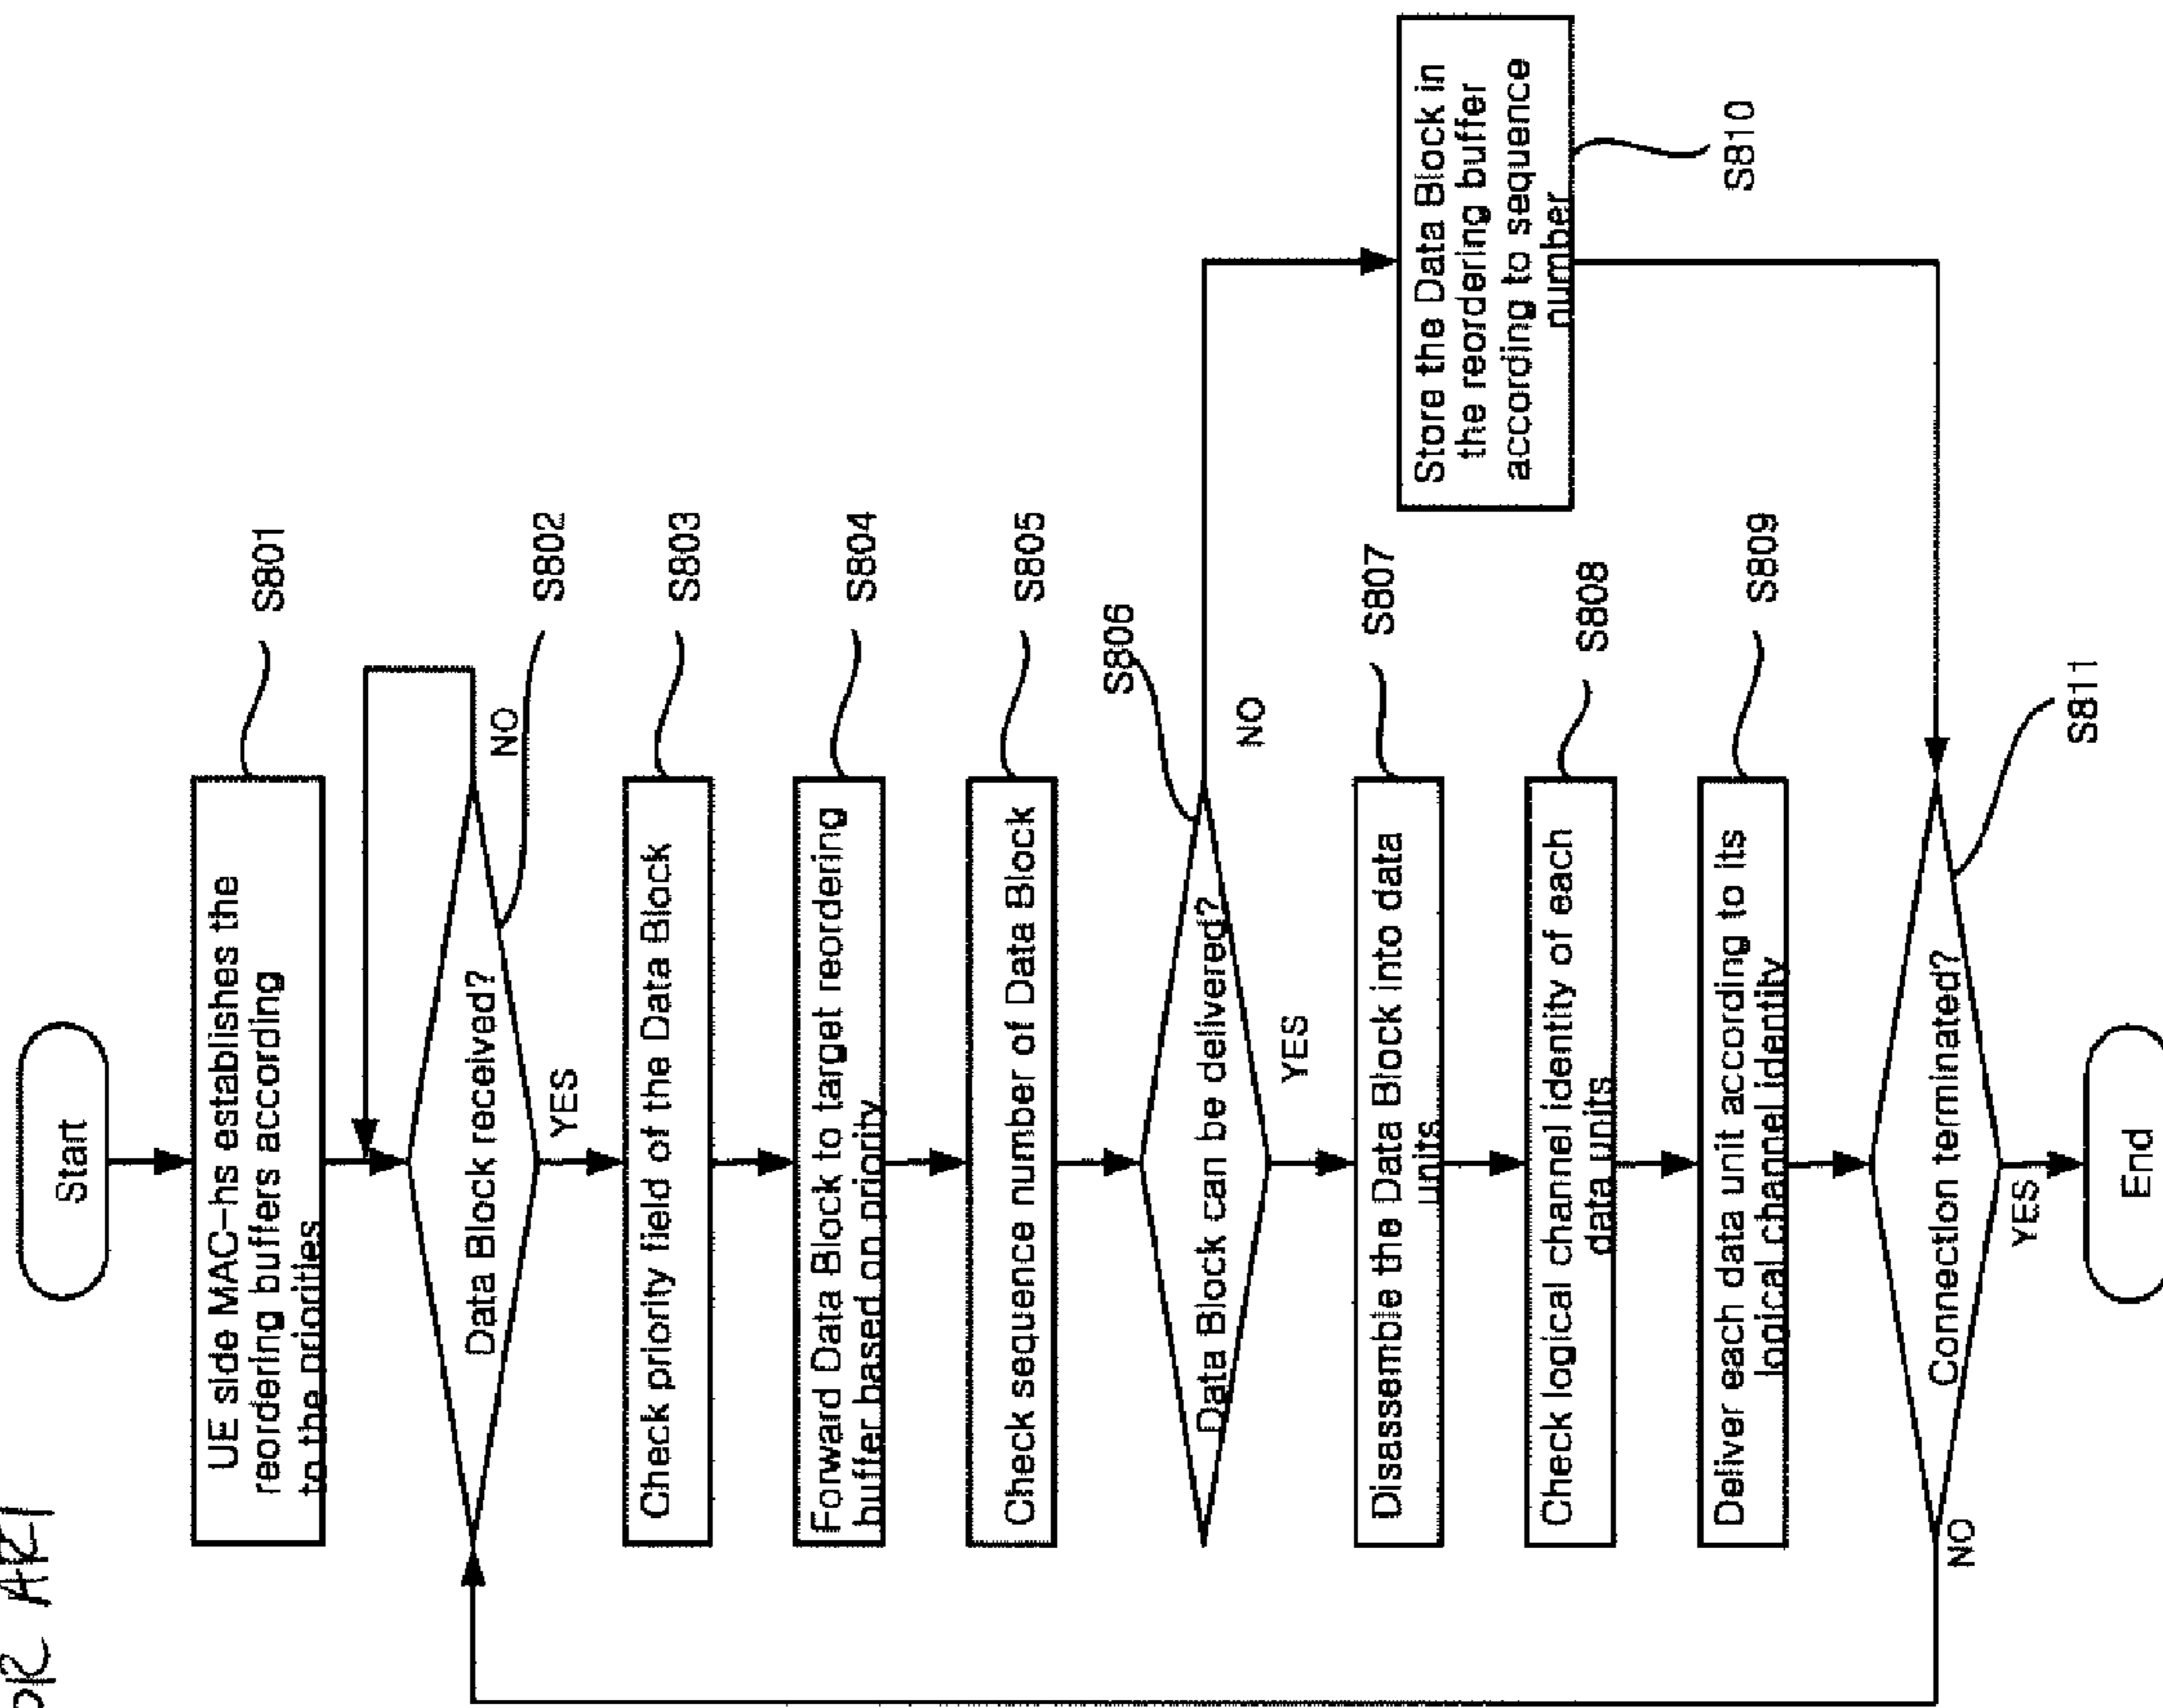 ART
Start
UE side MAC-hs establishes the
reordering buffers according
to the priorities
S801
Data Block received?
NO
S802
YES
Check priority field of the Data Block
S803
Forward Data Block to target reordering
buffer based on priority
S804
Check sequence number of Data Block
S805
Data Block can be delivered?
S806
NO
YES
Disassemble the Data Block into data
units
S807
Store the Data Block in
the reordering buffer
according to sequence
number
S810
Check logical channel identity of each
data units
S808
Deliver each data unit according to its
logical channel identity
S809
Connection terminated?
S811
NO
YES
End